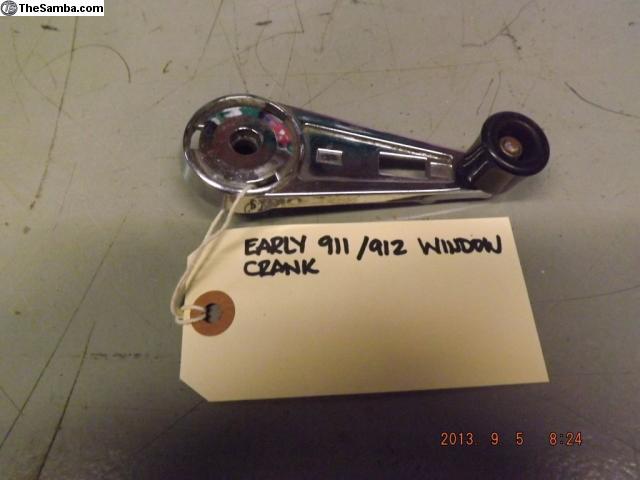 TheSamba.com
EARLY 911/912 WINDOW
CRANK
2013. 9. 5 8:24